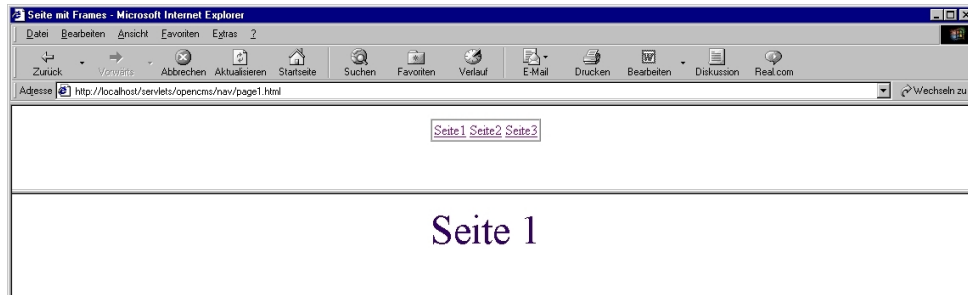 Seite mit Frames - Microsoft Internet Explorer
Datei Bearbeiten Ansicht Favoriten Extras ?
Zurück Vorwärts Abbrechen Aktualisieren Startseite Suchen Favoriten Verlauf E-Mail Drucken Bearbeiten Diskussion Real.com
Adresse http://localhost/servlets/opencms/nav/page1.html Wechseln zu
Seite1 Seite2 Seite3
Seite 1